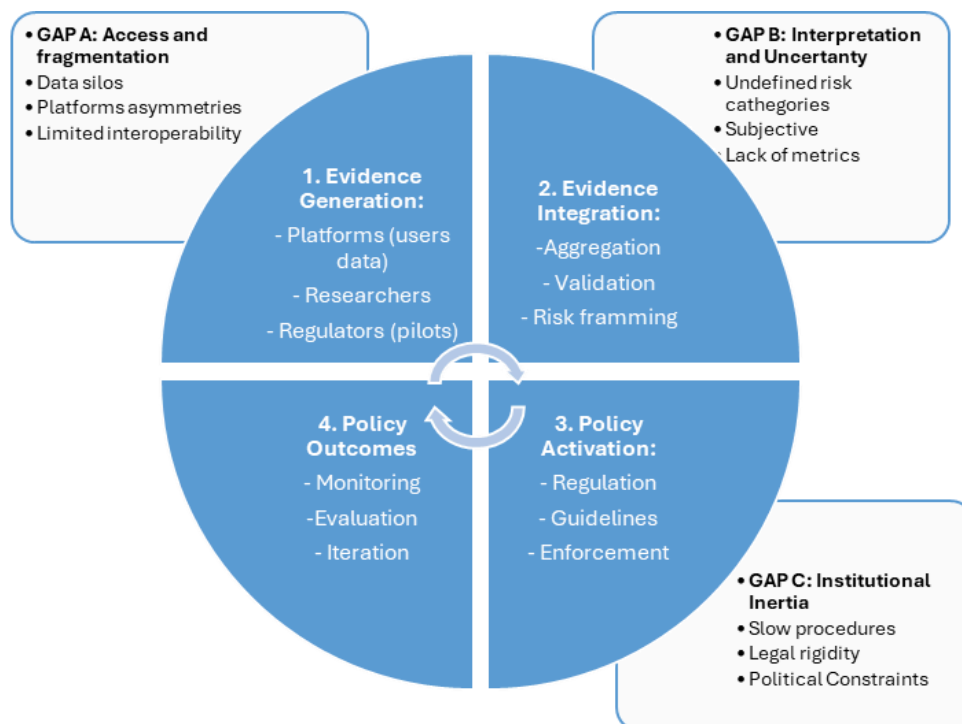 • GAP A: Access and
fragmentation
• Data silos
• Platforms asymmetries
• Limited interoperability
• GAP B: Interpretation
and Uncertanty
• Undefined risk
cathegories
• Subjective
• Lack of metrics
1. Evidence
Generation:
- Platforms (users
data)
- Researchers
- Regulators (pilots)
2. Evidence
Integration:
-Aggregation
- Validation
- Risk framming
4. Policy
Outcomes
- Monitoring
-Evaluation
- Iteration
3. Policy
Activation:
- Regulation
- Guidelines
- Enforcement
• GAP C: Institutional
Inertia
• Slow procedures
• Legal rigidity
• Political Constraints